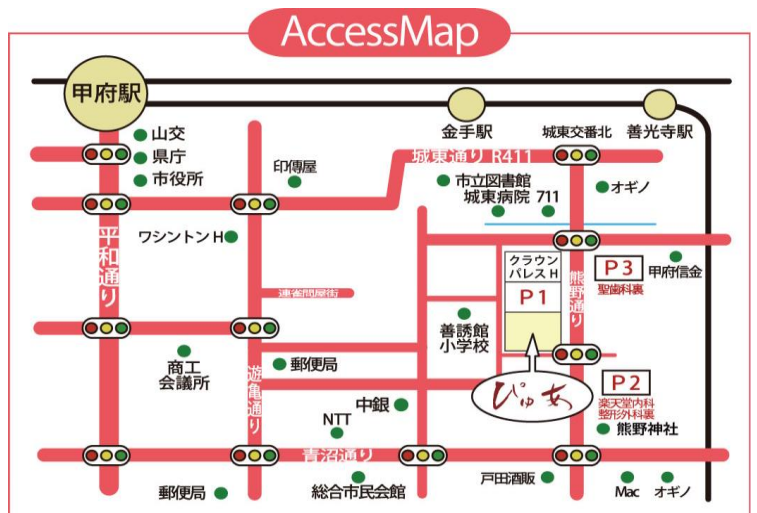 AccessMap
甲府駅
金手駅
城東交番北
善光寺駅
山交
県庁
市役所
印傳屋
城東通り R411
市立図書館
城東病院
711
オギノ
ワシントンH
平和通り
クラウン
パレスH
P1
熊野通り
P3
聖歯科裏
甲府信金
連雀問屋街
善誘館
小学校
商工
会議所
郵便局
遊亀通り
ぴゅあ
P2
楽天堂内科
整形外科裏
中銀
NTT
熊野神社
青沼通り
郵便局
総合市民会館
戸田酒販
Mac
オギノ